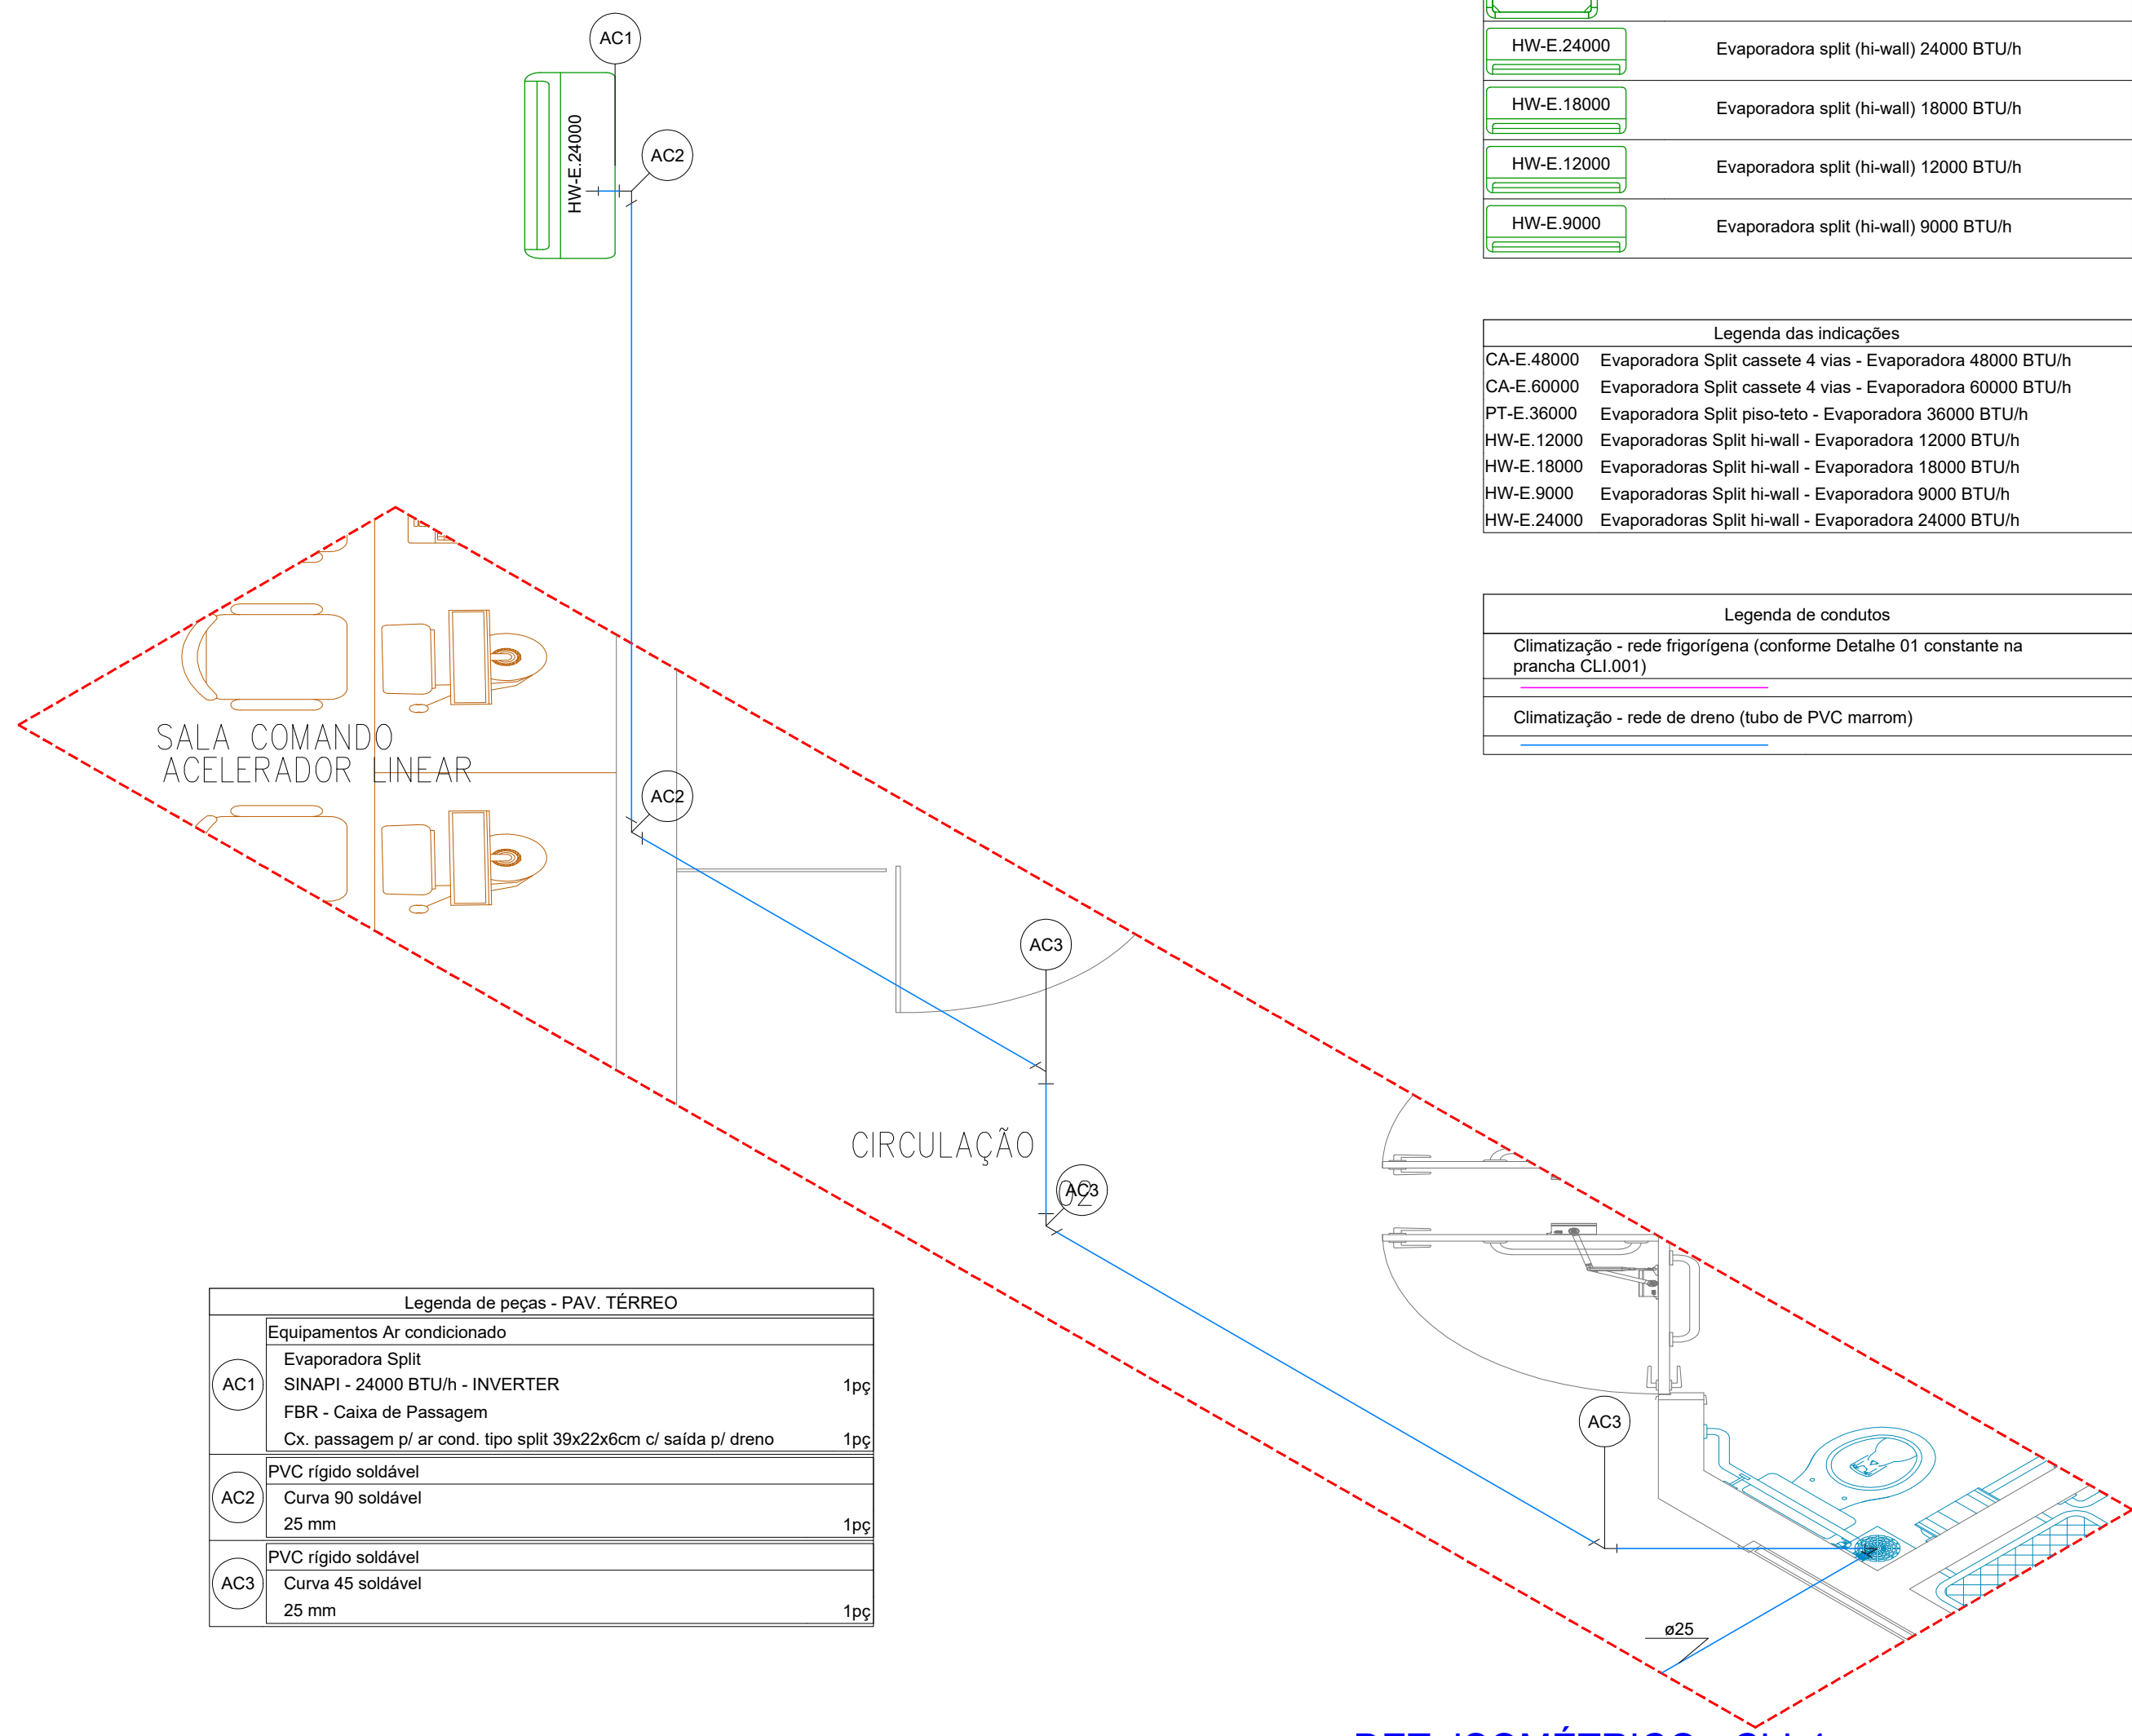 AC1
HW-E.24000
AC2
SALA COMANDO
ACELERADOR LINEAR
AC2
AC3
CIRCULAÇÃO
02
AC3
AC3
ø25
HW-E.24000 Evaporadora split (hi-wall) 24000 BTU/h
HW-E.18000 Evaporadora split (hi-wall) 18000 BTU/h
HW-E.12000 Evaporadora split (hi-wall) 12000 BTU/h
HW-E.9000 Evaporadora split (hi-wall) 9000 BTU/h
Legenda das indicações
CA-E.48000 Evaporadora Split cassete 4 vias - Evaporadora 48000 BTU/h
CA-E.60000 Evaporadora Split cassete 4 vias - Evaporadora 60000 BTU/h
PT-E.36000 Evaporadora Split piso-teto - Evaporadora 36000 BTU/h
HW-E.12000 Evaporadoras Split hi-wall - Evaporadora 12000 BTU/h
HW-E.18000 Evaporadoras Split hi-wall - Evaporadora 18000 BTU/h
HW-E.9000 Evaporadoras Split hi-wall - Evaporadora 9000 BTU/h
HW-E.24000 Evaporadoras Split hi-wall - Evaporadora 24000 BTU/h
Legenda de condutos
Climatização - rede frigorígena (conforme Detalhe 01 constante na
prancha CLI.001)
Climatização - rede de dreno (tubo de PVC marrom)
Legenda de peças - PAV. TÉRREO
AC1
Equipamentos Ar condicionado
Evaporadora Split
SINAPI - 24000 BTU/h - INVERTER 1pç
FBR - Caixa de Passagem
Cx. passagem p/ ar cond. tipo split 39x22x6cm c/ saída p/ dreno 1pç
AC2
PVC rígido soldável
Curva 90 soldável
25 mm 1pç
AC3
PVC rígido soldável
Curva 45 soldável
25 mm 1pç